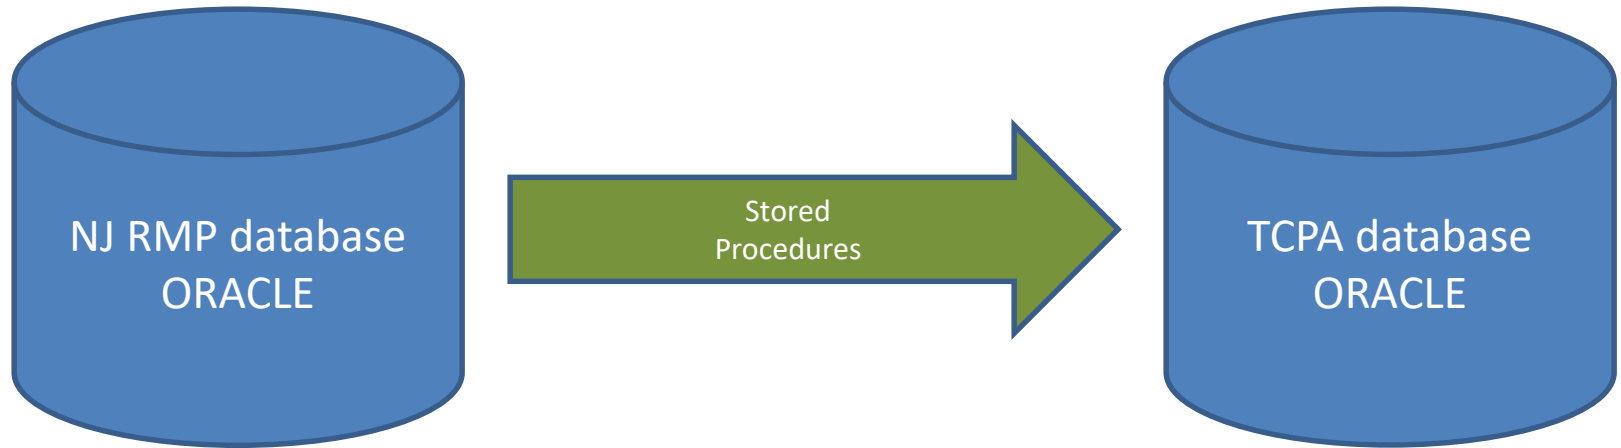 NJ RMP database
ORACLE
Stored
Procedures
TCPA database
ORACLE